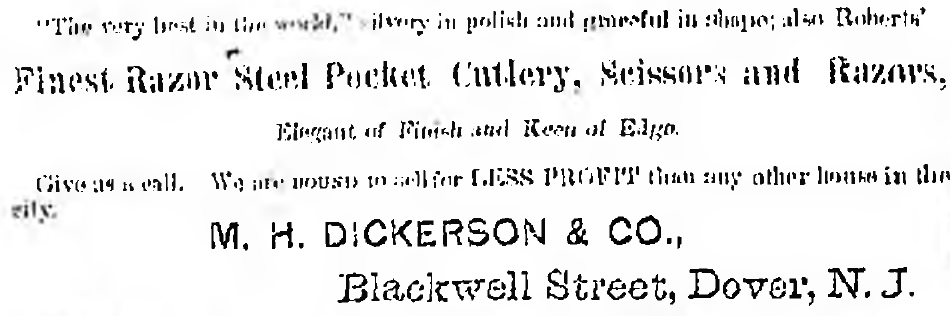 "The very best in the world," silvery in polish and graceful in shape; also Roberts'
Finest Razor Steel Pocket Cutlery, Scissors and Razors,
Elegant of Finish and Keen of Edge.
Give us a call. We are BOUND to sell for LESS PROFIT than any other house in the
city.
M. H. DICKERSON & CO.,
Blackwell Street, Dover, N. J.